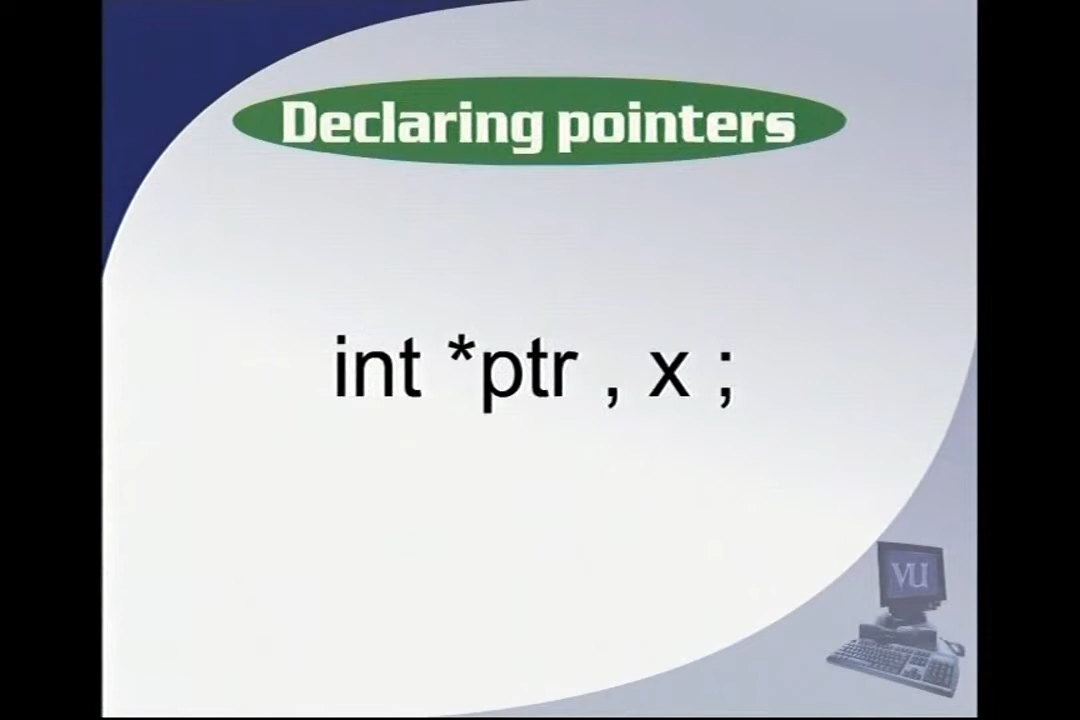 Declaring pointers
int *ptr , x ;
VU